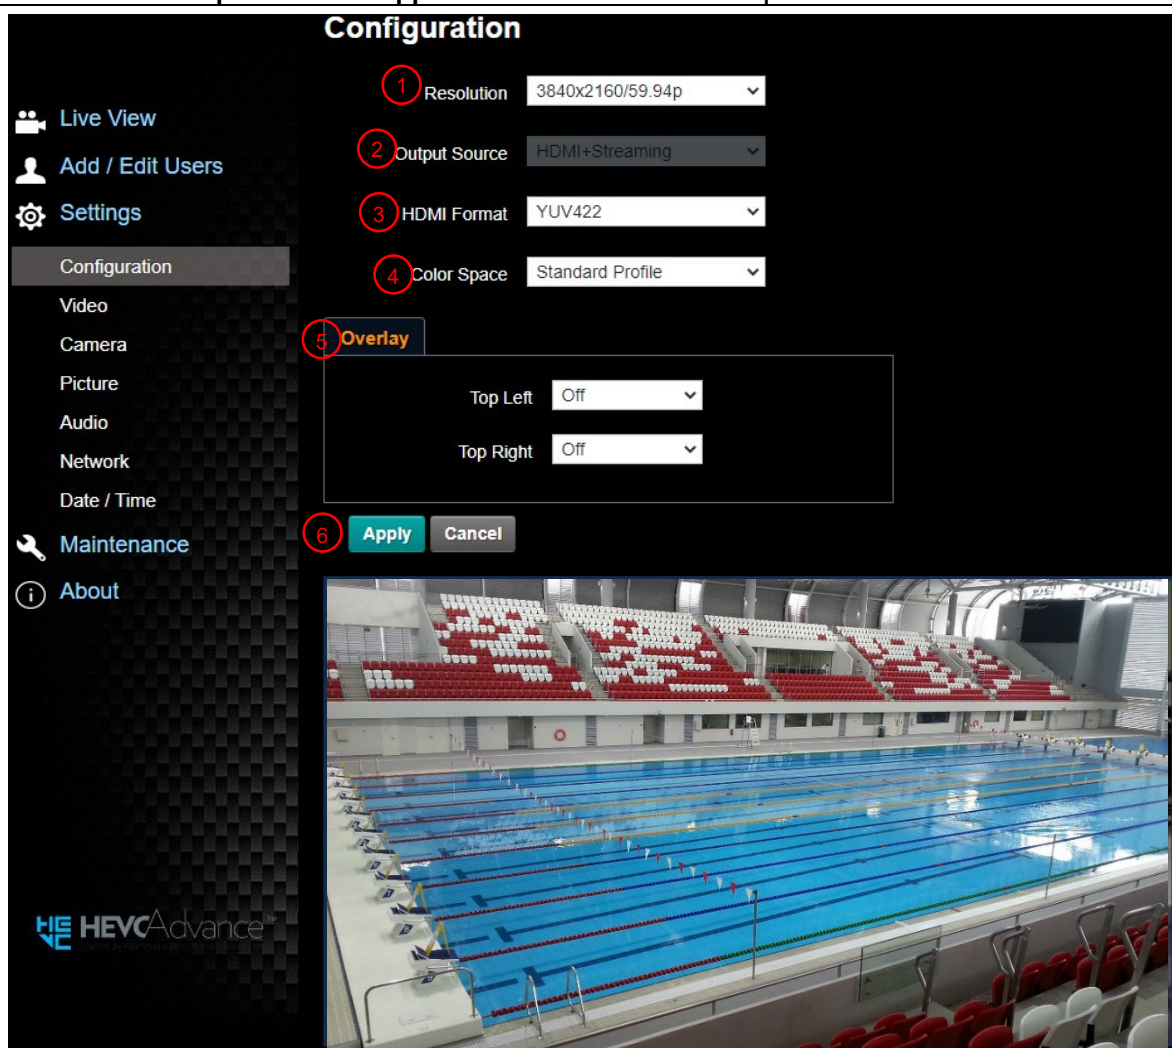 Configuration
Live View
Add / Edit Users
Settings
Configuration
Video
Camera
Picture
Audio
Network
Date / Time
Maintenance
About
HEVCAdvance™
1 Resolution 3840x2160/59.94p
2 Output Source HDMI+Streaming
3 HDMI Format YUV422
4 Color Space Standard Profile
5 Overlay
Top Left Off
Top Right Off
6 Apply Cancel